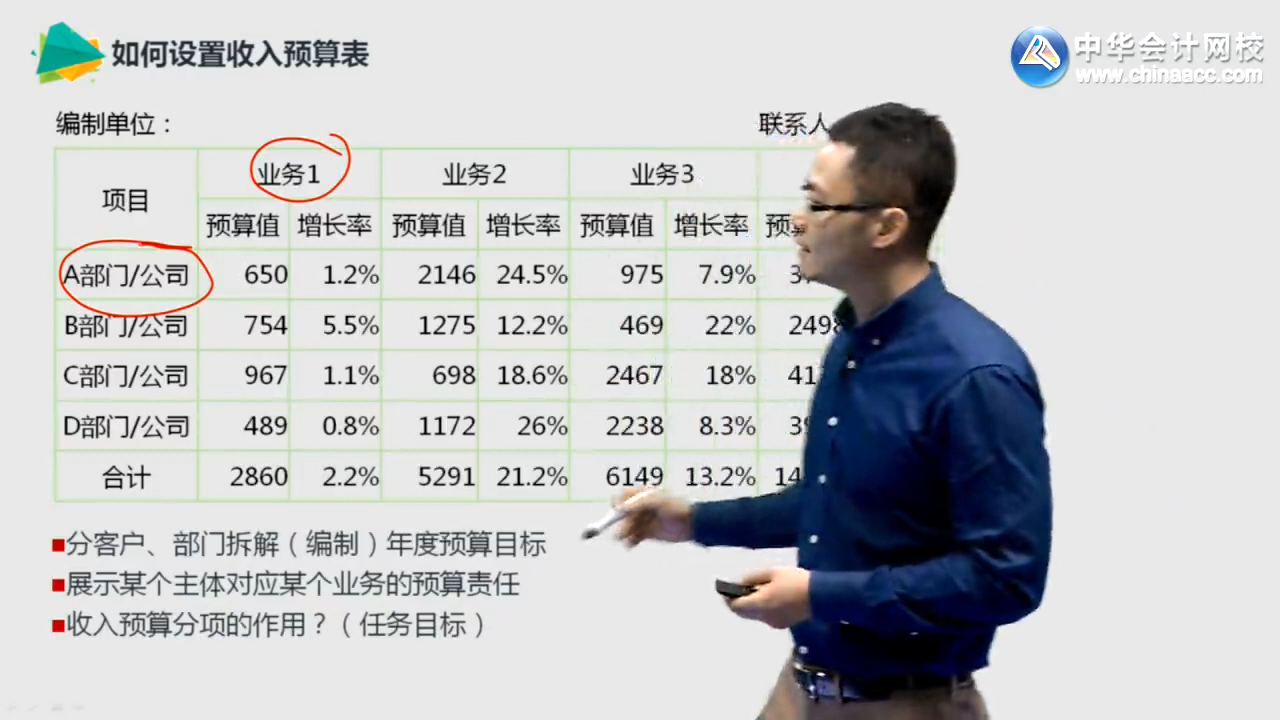 如何设置收入预算表
中华会计网校
www.chinaacc.com
编制单位：
联系人
项目 业务1 业务2 业务3
预算值 增长率 预算值 增长率 预算值 增长率
A部门/公司 650 1.2% 2146 24.5% 975 7.9%
B部门/公司 754 5.5% 1275 12.2% 469 22% 2498
C部门/公司 967 1.1% 698 18.6% 2467 18%
D部门/公司 489 0.8% 1172 26% 2238 8.3%
合计 2860 2.2% 5291 21.2% 6149 13.2%
■分客户、部门拆解（编制）年度预算目标
■展示某个主体对应某个业务的预算责任
■收入预算分项的作用？（任务目标）